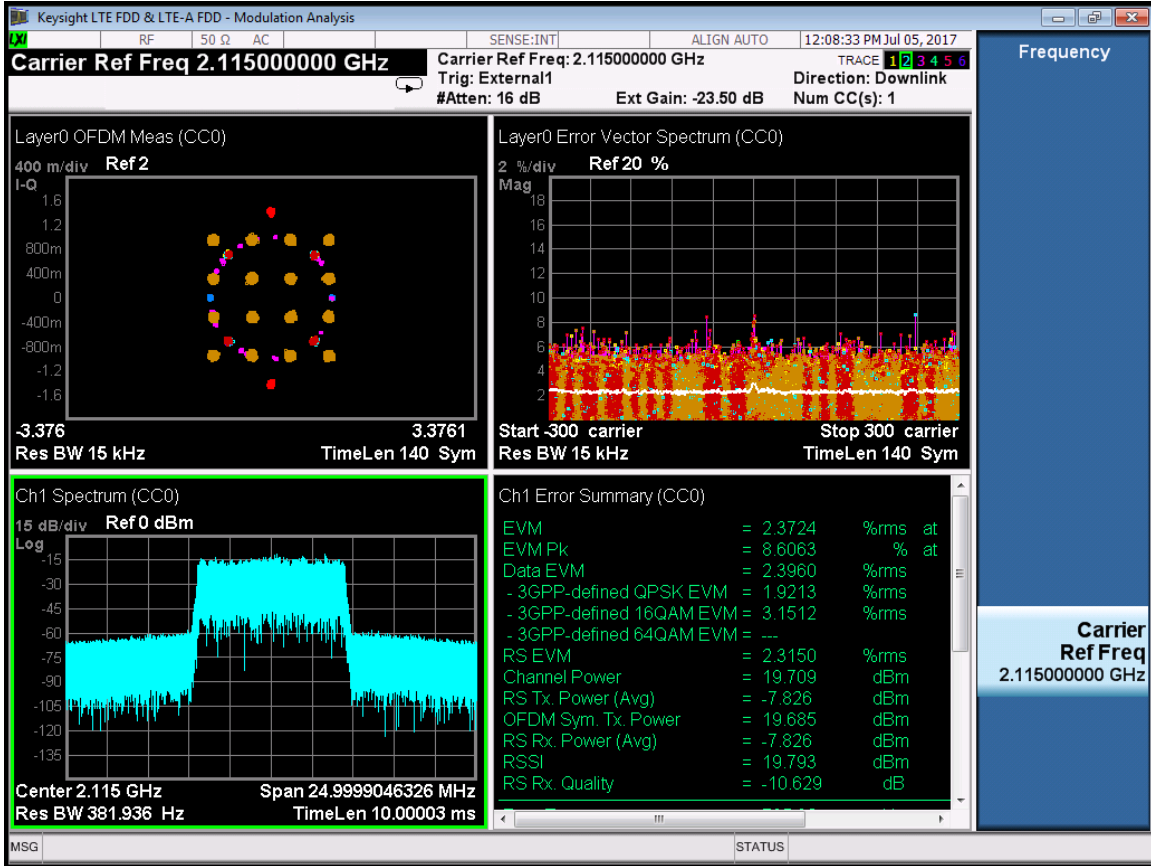 Keysight LTE FDD & LTE-A FDD - Modulation Analysis
LXI RF 50 Ω AC SENSE:INT ALIGN AUTO 12:08:33 PM Jul 05, 2017
Carrier Ref Freq 2.115000000 GHz
Carrier Ref Freq: 2.115000000 GHz
Trig: External1
#Atten: 16 dB Ext Gain: -23.50 dB
TRACE 1 2 3 4 5 6
Direction: Downlink
Num CC(s): 1
Frequency
Layer0 OFDM Meas (CC0)
400 m/div Ref 2
I-Q
1.6
1.2
800m
400m
0
-400m
-800m
-1.2
-1.6
-3.376 3.3761
Res BW 15 kHz TimeLen 140 Sym
Layer0 Error Vector Spectrum (CC0)
2 %/div Ref 20 %
Mag
18
16
14
12
10
8
6
4
2
Start -300 carrier Stop 300 carrier
Res BW 15 kHz TimeLen 140 Sym
Ch1 Spectrum (CC0)
15 dB/div Ref 0 dBm
Log
-15
-30
-45
-60
-75
-90
-105
-120
-135
Center 2.115 GHz Span 24.9999046326 MHz
Res BW 381.936 Hz TimeLen 10.00003 ms
Ch1 Error Summary (CC0)
EVM = 2.3724 %rms at
EVM Pk = 8.6063 % at
Data EVM = 2.3960 %rms
- 3GPP-defined QPSK EVM = 1.9213 %rms
- 3GPP-defined 16QAM EVM = 3.1512 %rms
- 3GPP-defined 64QAM EVM = ---
RS EVM = 2.3150 %rms
Channel Power = 19.709 dBm
RS Tx. Power (Avg) = -7.826 dBm
OFDM Sym. Tx. Power = 19.685 dBm
RS Rx. Power (Avg) = -7.826 dBm
RSSI = 19.793 dBm
RS Rx. Quality = -10.629 dB
Carrier
Ref Freq
2.115000000 GHz
MSG STATUS